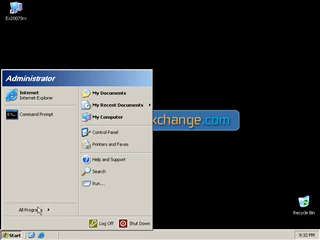 Ex2007Srv
Administrator
Internet
Internet Explorer
Command Prompt
My Documents
My Recent Documents
My Computer
Control Panel
Printers and Faxes
Help and Support
Search
Run...
All Programs
Log Off
Shut Down
xchange.com
Recycle Bin
Start
9:32 PM